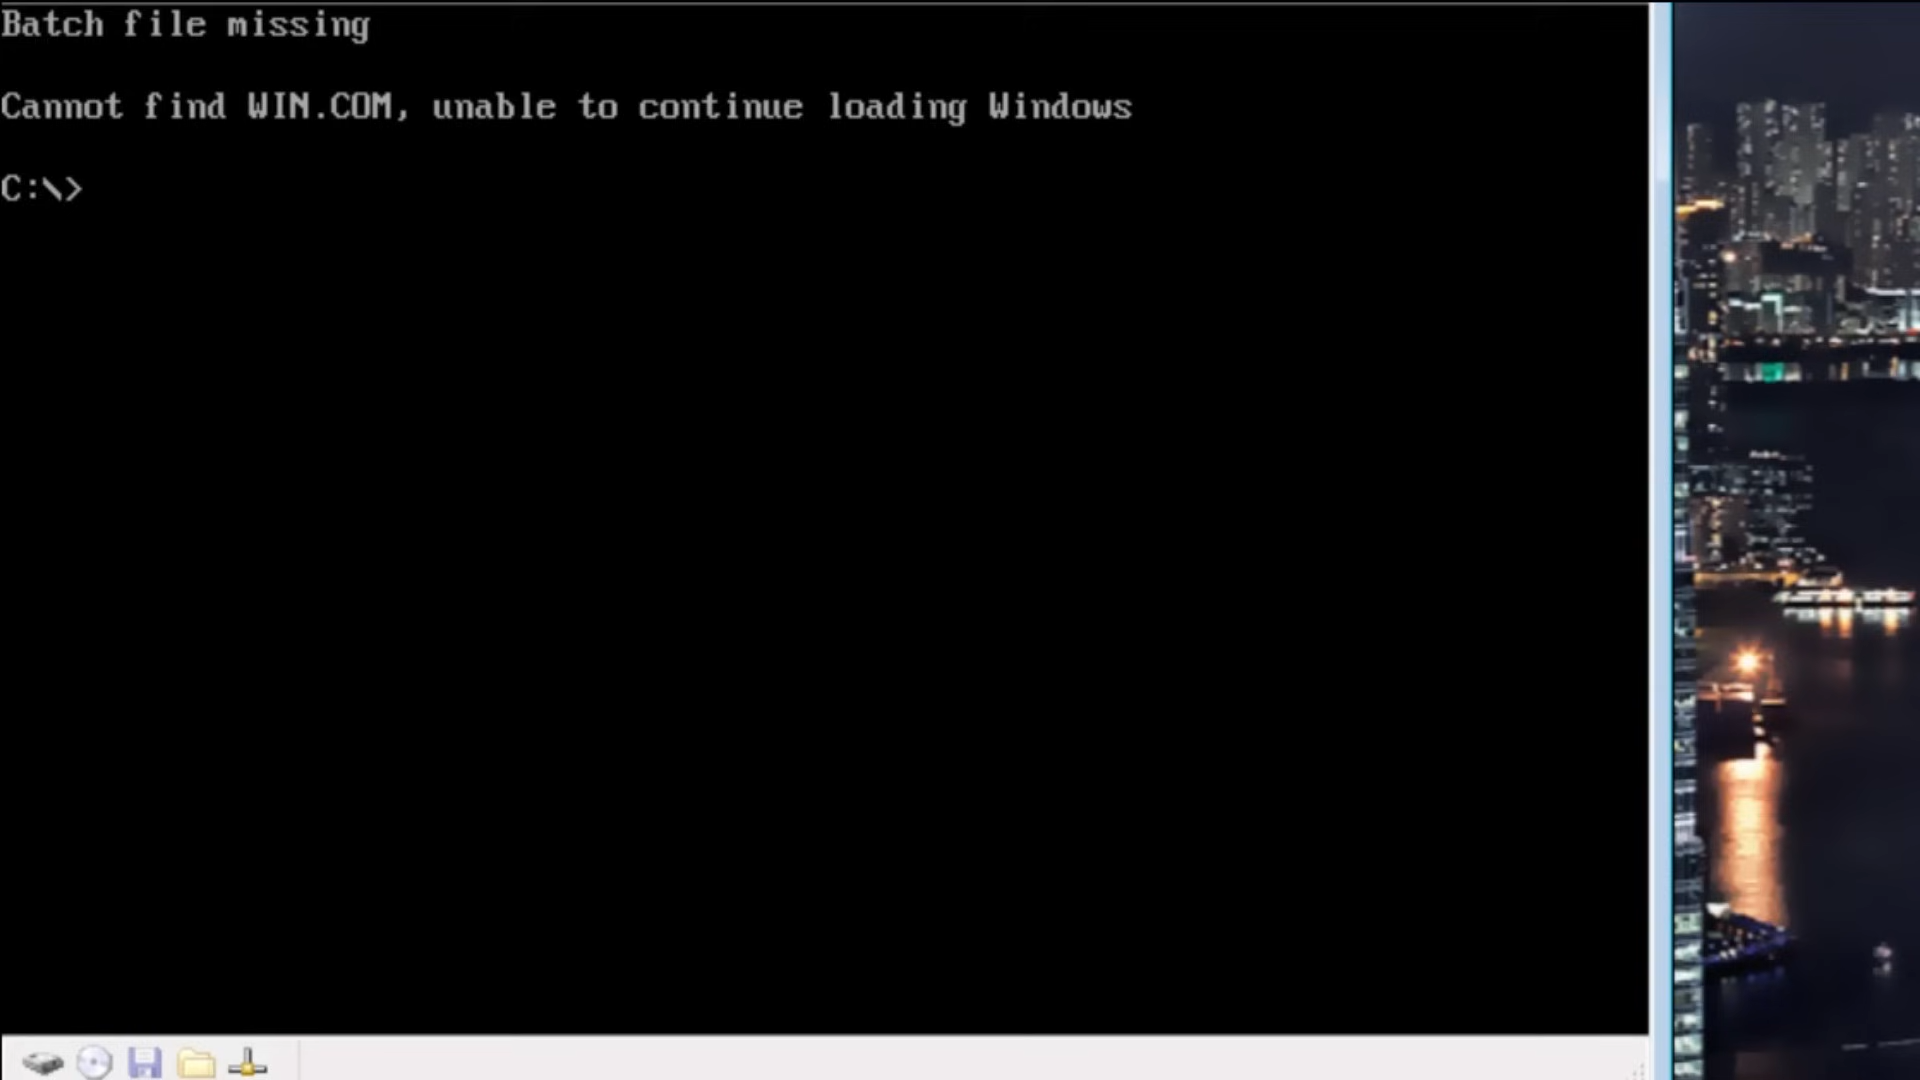 Batch file missing
Cannot find WIN.COM, unable to continue loading Windows
C:\>